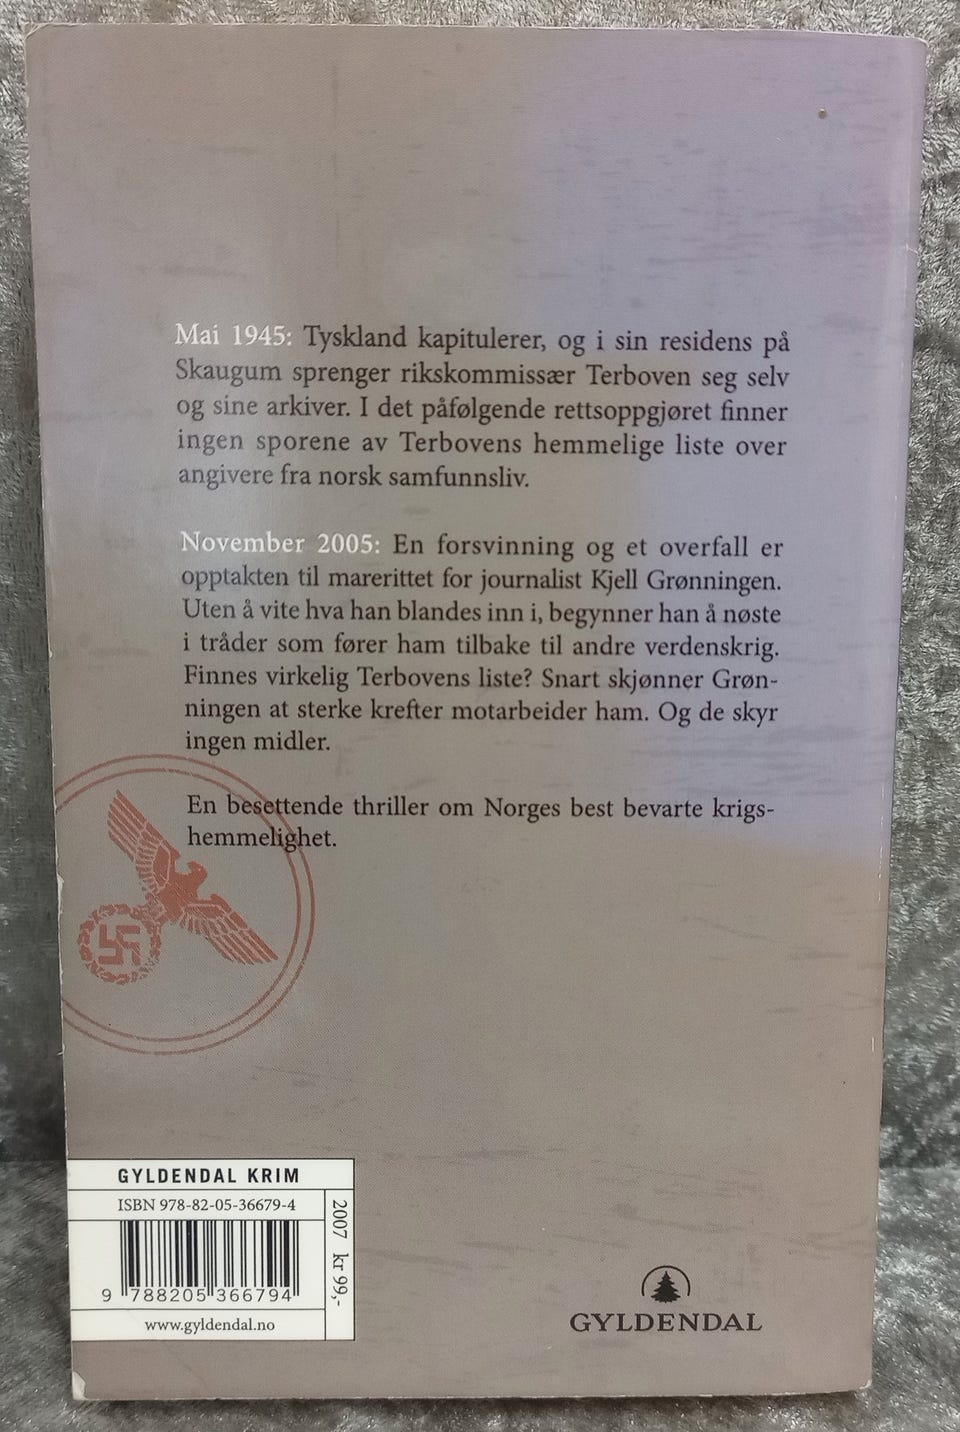 Mai 1945: Tyskland kapitulerer, og i sin residens på
Skaugum sprenger rikskommissær Terboven seg selv
og sine arkiver. I det påfølgende rettsoppgjøret finner
ingen sporene av Terbovens hemmelige liste over
angivere fra norsk samfunnsliv.
November 2005: En forsvinning og et overfall er
opptakten til marerittet for journalist Kjell Grønningen.
Uten å vite hva han blandes inn i, begynner han å nøste
i tråder som fører ham tilbake til andre verdenskrig.
Finnes virkelig Terbovens liste? Snart skjønner Grøn-
ningen at sterke krefter motarbeider ham. Og de skyr
ingen midler.
En besettende thriller om Norges best bevarte krigs-
hemmelighet.
GYLDENDAL KRIM
ISBN 978-82-05-36679-4
9 788205 366794
www.gyldendal.no
2007 kr 99,-
GYLDENDAL